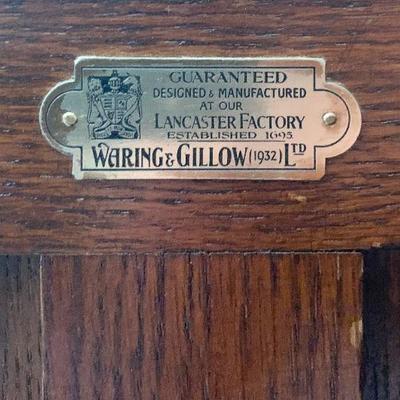 GUARANTEED
DESIGNED & MANUFACTURED
AT OUR
LANCASTER FACTORY
ESTABLISHED 1695
WARING & GILLOW (1932) LTD